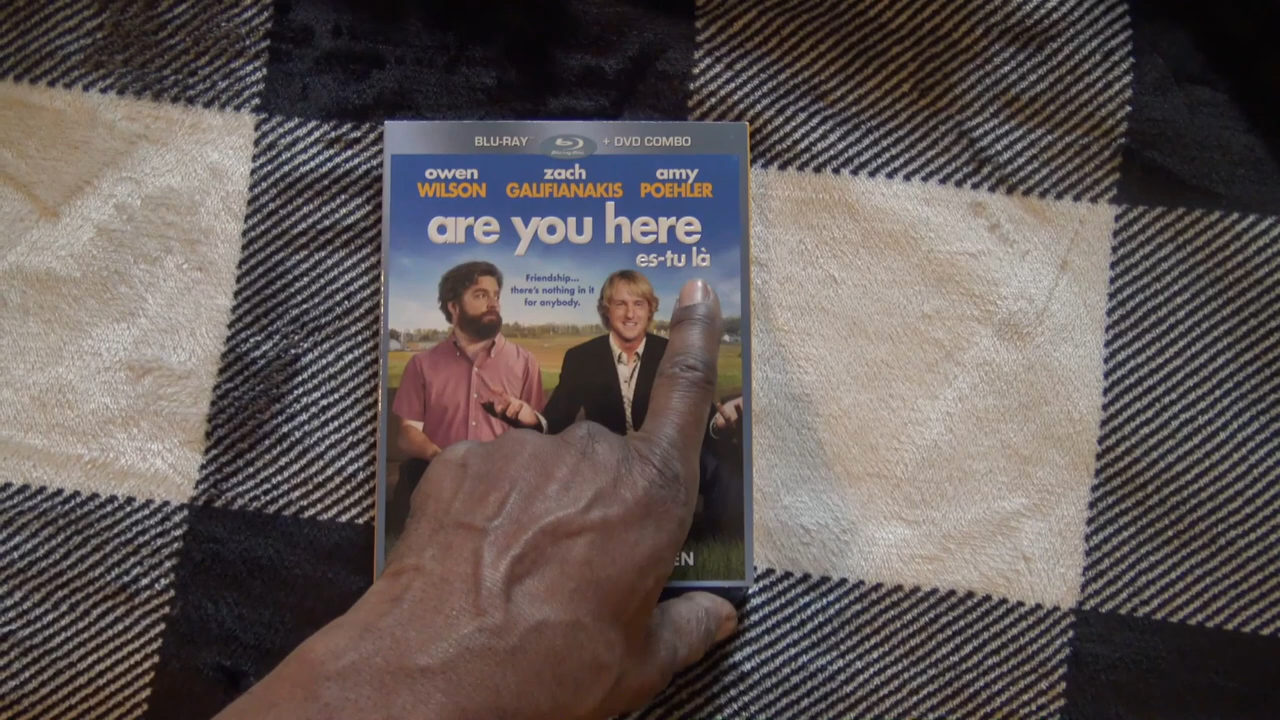 BLU-RAY™ + DVD COMBO
owen zach amy
WILSON GALIFIANAKIS POEHLER
are you here
es-tu là
Friendship...
there's nothing in it
for anybody.